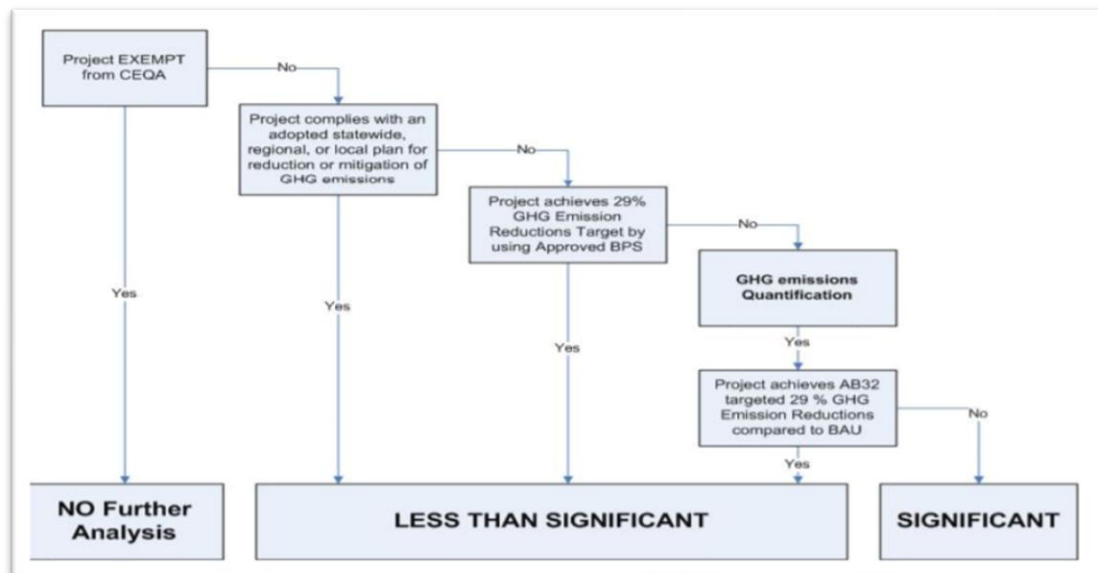 Project EXEMPT
from CEQA
No
Project complies with an
adopted statewide,
regional, or local plan for
reduction or mitigation of
GHG emissions
No
Project achieves 29%
GHG Emission
Reductions Target by
using Approved BPS
No
GHG emissions
Quantification
Yes
Yes
Yes
Yes
Project achieves AB32
targeted 29 % GHG
Emission Reductions
compared to BAU
No
Yes
NO Further
Analysis
LESS THAN SIGNIFICANT
SIGNIFICANT